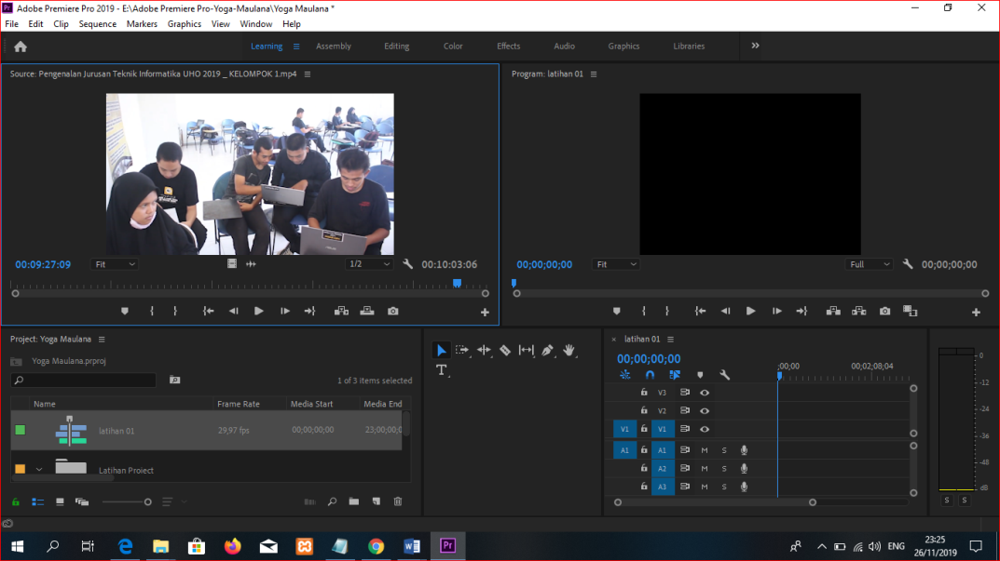 Adobe Premiere Pro 2019 - E:\Adobe Premiere Pro-Yoga-Maulana\Yoga Maulana *
File Edit Clip Sequence Markers Graphics View Window Help
Learning Assembly Editing Color Effects Audio Graphics Libraries
Source: Pengenalan Jurusan Teknik Informatika UHO 2019 _ KELOMPOK 1.mp4
Program: latihan 01
00:09:27:09 Fit 1/2 00:10:03:06
00;00;00;00 Fit Full 00;00;00;00
Project: Yoga Maulana
Yoga Maulana.prproj
1 of 3 items selected
Name Frame Rate Media Start Media End
latihan 01 29,97 fps 00;00;00;00 23;00;00;0
Latihan Project
latihan 01
00;00;00;00
;00;00 00;02;08;04
V3
V2
V1 V1
A1 A1 M S
A2 M S
A3 M S
0
-12
-24
-36
-48
dB
S S
ENG
23:25
26/11/2019